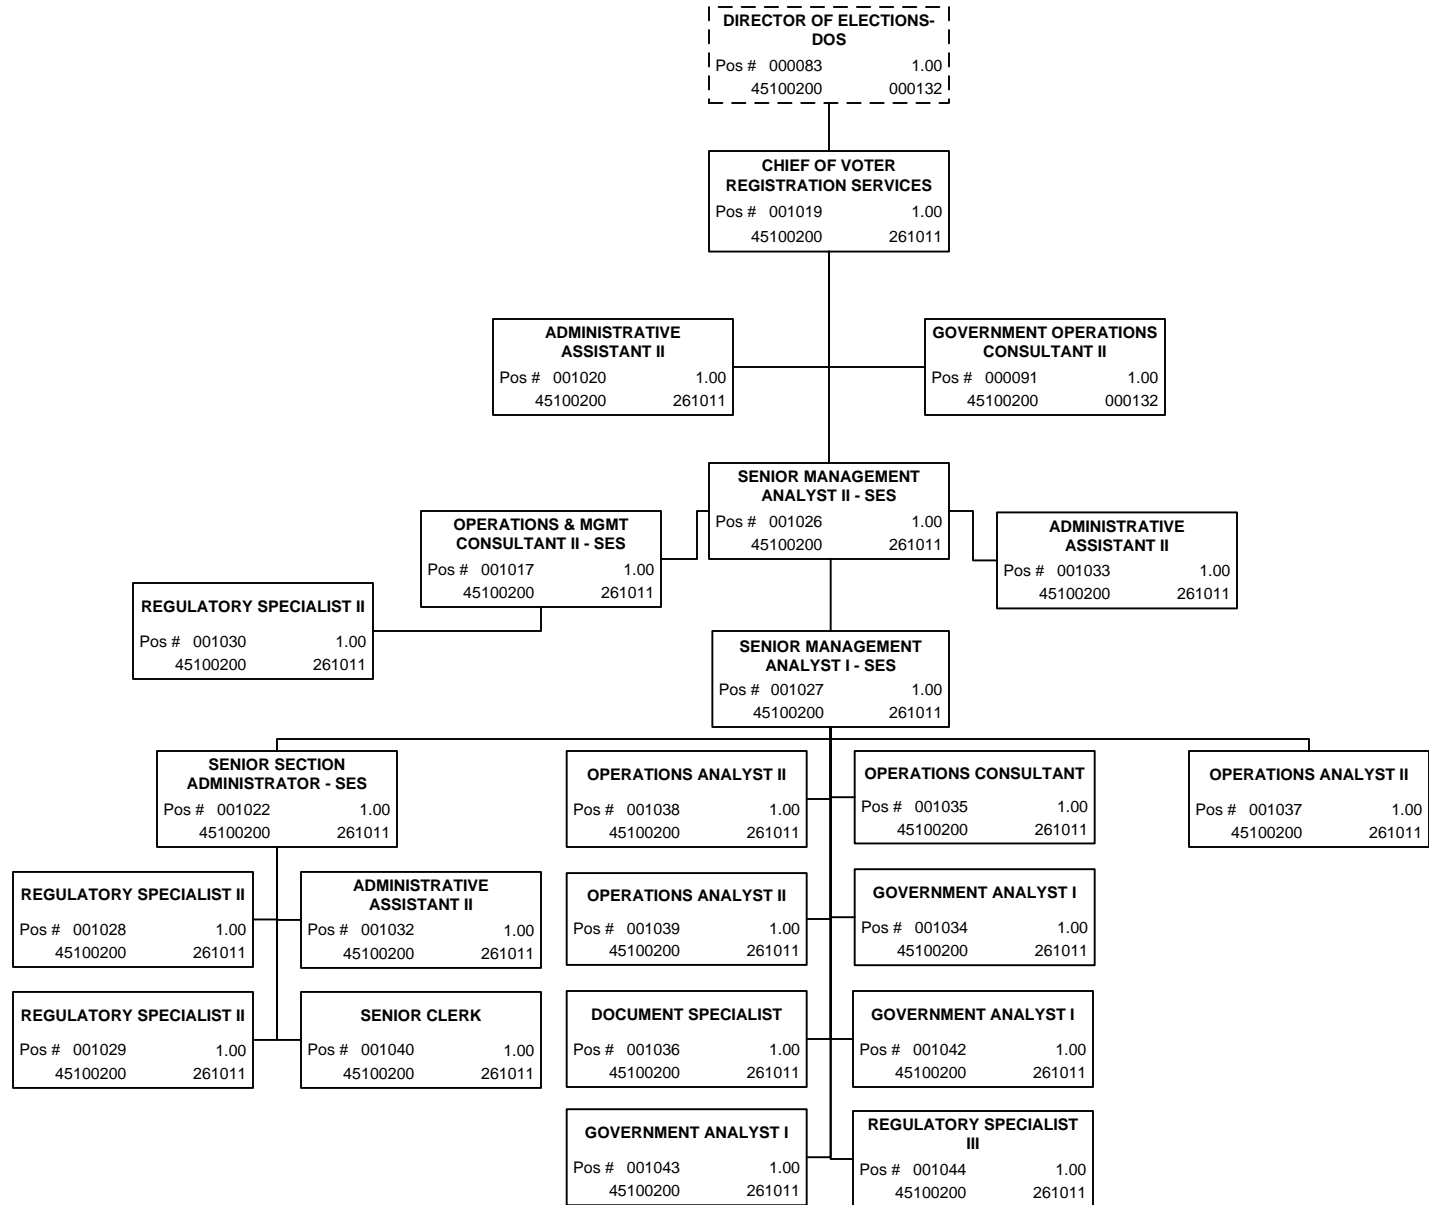 DIRECTOR OF ELECTIONS-
DOS
Pos # 000083 1.00
45100200 000132
CHIEF OF VOTER
REGISTRATION SERVICES
Pos # 001019 1.00
45100200 261011
ADMINISTRATIVE
ASSISTANT II
Pos # 001020 1.00
45100200 261011
GOVERNMENT OPERATIONS
CONSULTANT II
Pos # 000091 1.00
45100200 000132
SENIOR MANAGEMENT
ANALYST II - SES
Pos # 001026 1.00
45100200 261011
OPERATIONS & MGMT
CONSULTANT II - SES
Pos # 001017 1.00
45100200 261011
ADMINISTRATIVE
ASSISTANT II
Pos # 001033 1.00
45100200 261011
REGULATORY SPECIALIST II
Pos # 001030 1.00
45100200 261011
SENIOR MANAGEMENT
ANALYST I - SES
Pos # 001027 1.00
45100200 261011
SENIOR SECTION
ADMINISTRATOR - SES
Pos # 001022 1.00
45100200 261011
OPERATIONS ANALYST II
Pos # 001038 1.00
45100200 261011
OPERATIONS CONSULTANT
Pos # 001035 1.00
45100200 261011
OPERATIONS ANALYST II
Pos # 001037 1.00
45100200 261011
REGULATORY SPECIALIST II
Pos # 001028 1.00
45100200 261011
ADMINISTRATIVE
ASSISTANT II
Pos # 001032 1.00
45100200 261011
OPERATIONS ANALYST II
Pos # 001039 1.00
45100200 261011
GOVERNMENT ANALYST I
Pos # 001034 1.00
45100200 261011
REGULATORY SPECIALIST II
Pos # 001029 1.00
45100200 261011
SENIOR CLERK
Pos # 001040 1.00
45100200 261011
DOCUMENT SPECIALIST
Pos # 001036 1.00
45100200 261011
GOVERNMENT ANALYST I
Pos # 001042 1.00
45100200 261011
GOVERNMENT ANALYST I
Pos # 001043 1.00
45100200 261011
REGULATORY SPECIALIST
III
Pos # 001044 1.00
45100200 261011